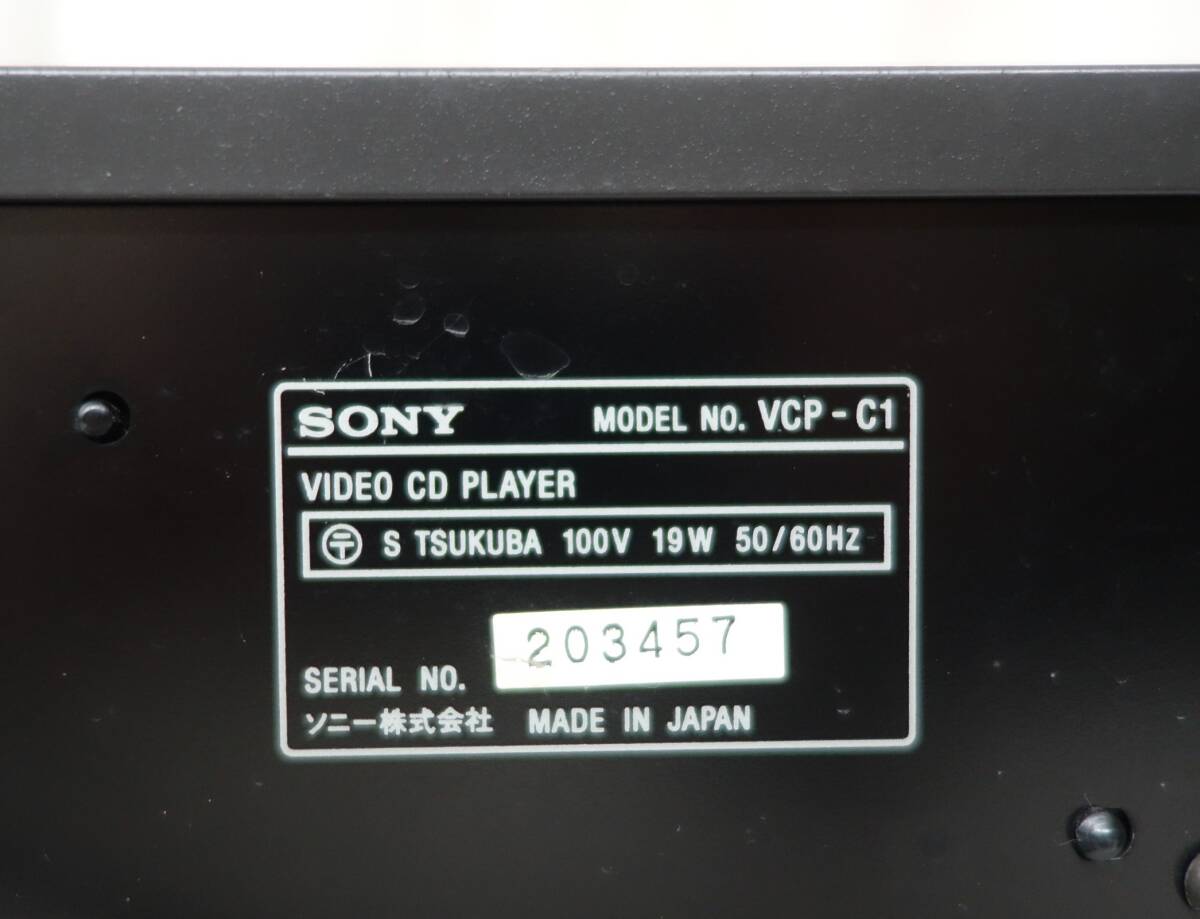 SONY MODEL NO. VCP-C1
VIDEO CD PLAYER
〒 S TSUKUBA 100V 19W 50/60Hz
203457
SERIAL NO.
ソニー株式会社 MADE IN JAPAN